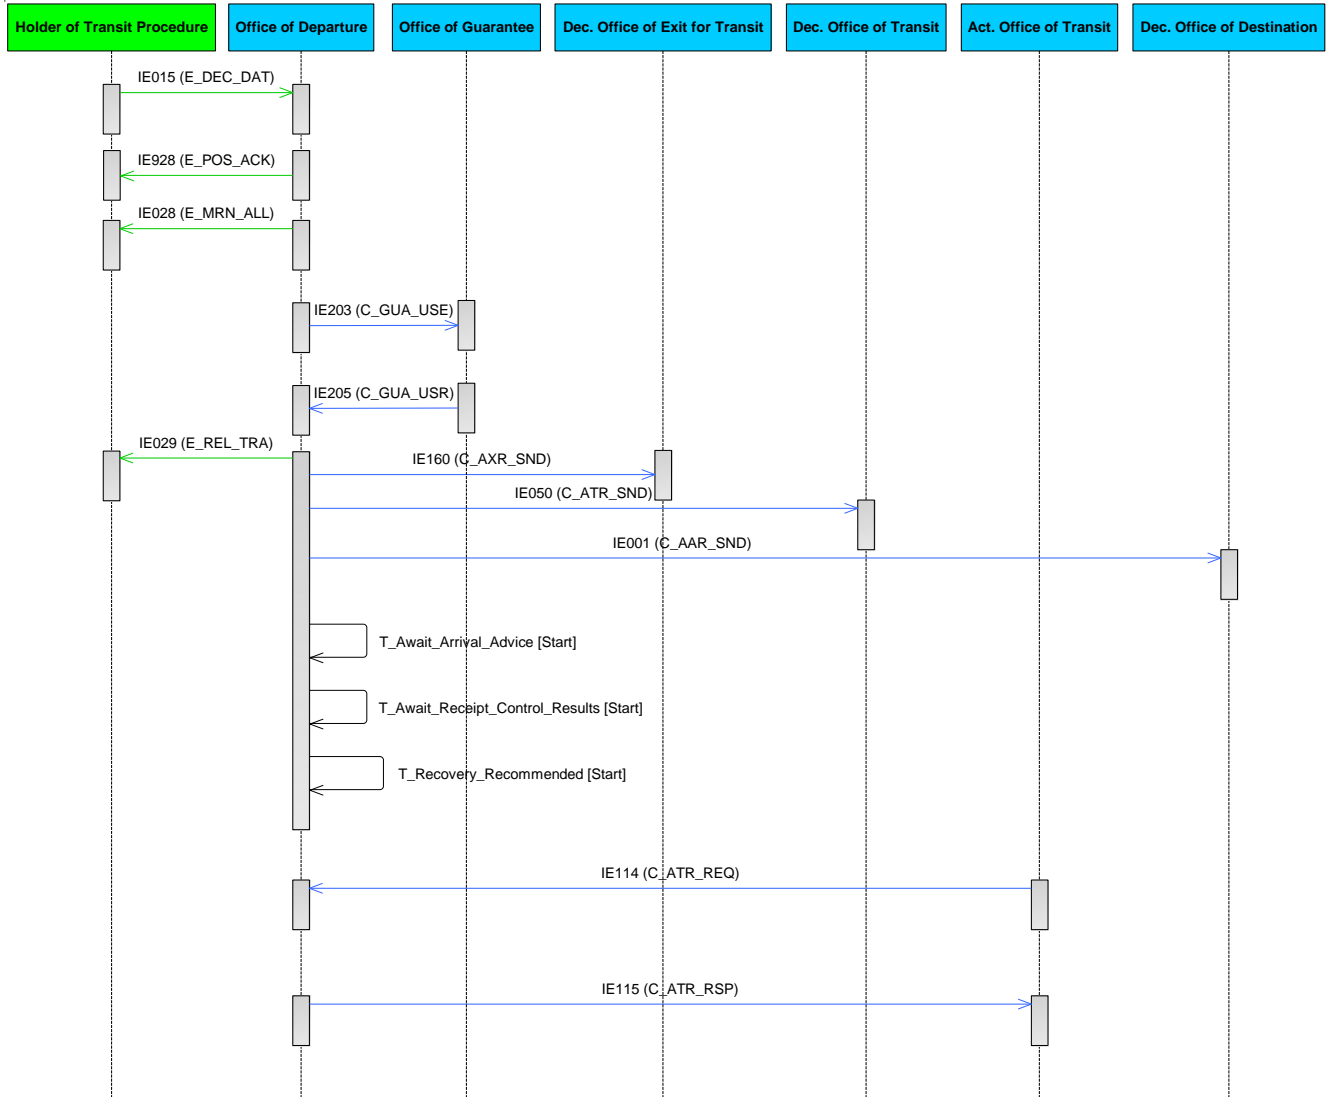 Holder of Transit Procedure
Office of Departure
Office of Guarantee
Dec. Office of Exit for Transit
Dec. Office of Transit
Act. Office of Transit
Dec. Office of Destination
IE015 (E_DEC_DAT)
IE928 (E_POS_ACK)
IE028 (E_MRN_ALL)
IE203 (C_GUA_USE)
IE205 (C_GUA_USR)
IE029 (E_REL_TRA)
IE160 (C_AXR_SND)
IE050 (C_ATR_SND)
IE001 (C_AAR_SND)
T_Await_Arrival_Advice [Start]
T_Await_Receipt_Control_Results [Start]
T_Recovery_Recommended [Start]
IE114 (C_ATR_REQ)
IE115 (C_ATR_RSP)